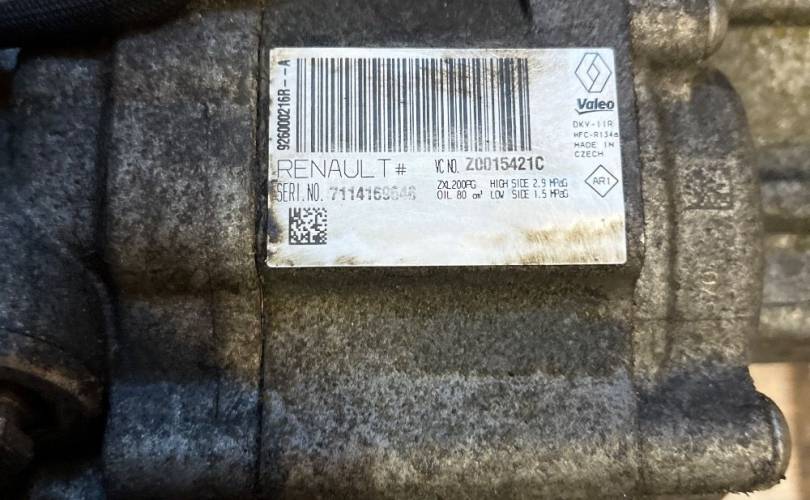 926000216R--A
Valeo
DKV-11R
HFC-R134a
MADE IN
CZECH
RENAULT # VC NO. Z0015421C
SERI.NO. 7114169646
ZXL200PG HIGH SIDE 2.9 MPaG
OIL 80 cm³ LOW SIDE 1.5 MPaG
AR1